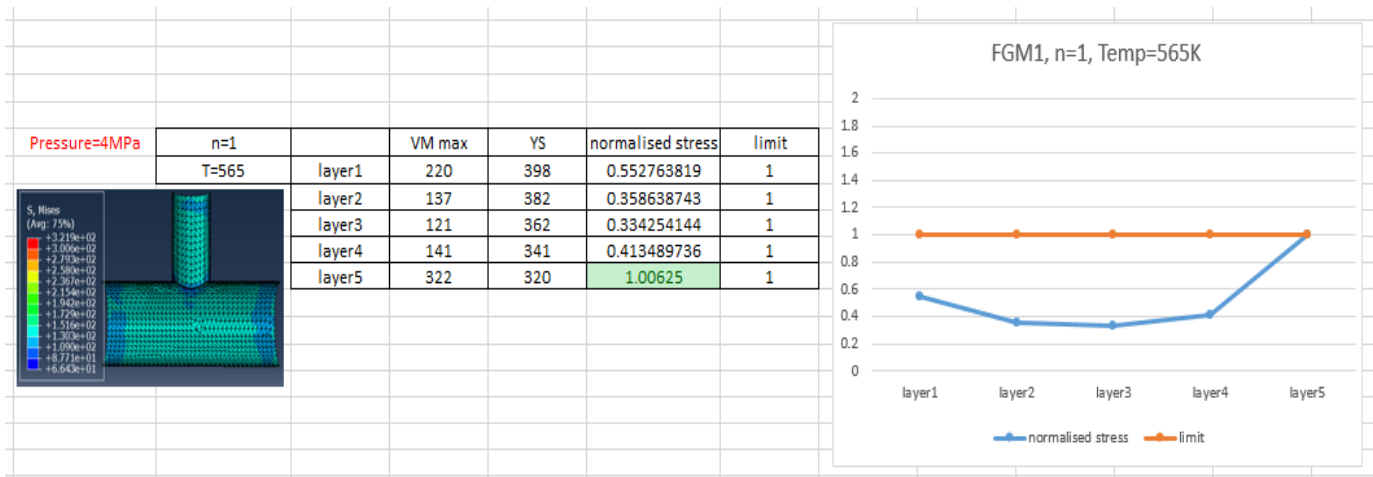 Pressure=4MPa n=1 VM max YS normalised stress limit
T=565 layer1 220 398 0.552763819 1
layer2 137 382 0.358638743 1
layer3 121 362 0.334254144 1
layer4 141 341 0.413489736 1
layer5 322 320 1.00625 1
S, Mises
(Avg: 75%)
+3.219e+02
+3.006e+02
+2.793e+02
+2.580e+02
+2.367e+02
+2.154e+02
+1.942e+02
+1.729e+02
+1.516e+02
+1.303e+02
+1.090e+02
+8.771e+01
+6.643e+01
FGM1, n=1, Temp=565K
2
1.8
1.6
1.4
1.2
1
0.8
0.6
0.4
0.2
0
layer1 layer2 layer3 layer4 layer5
normalised stress limit